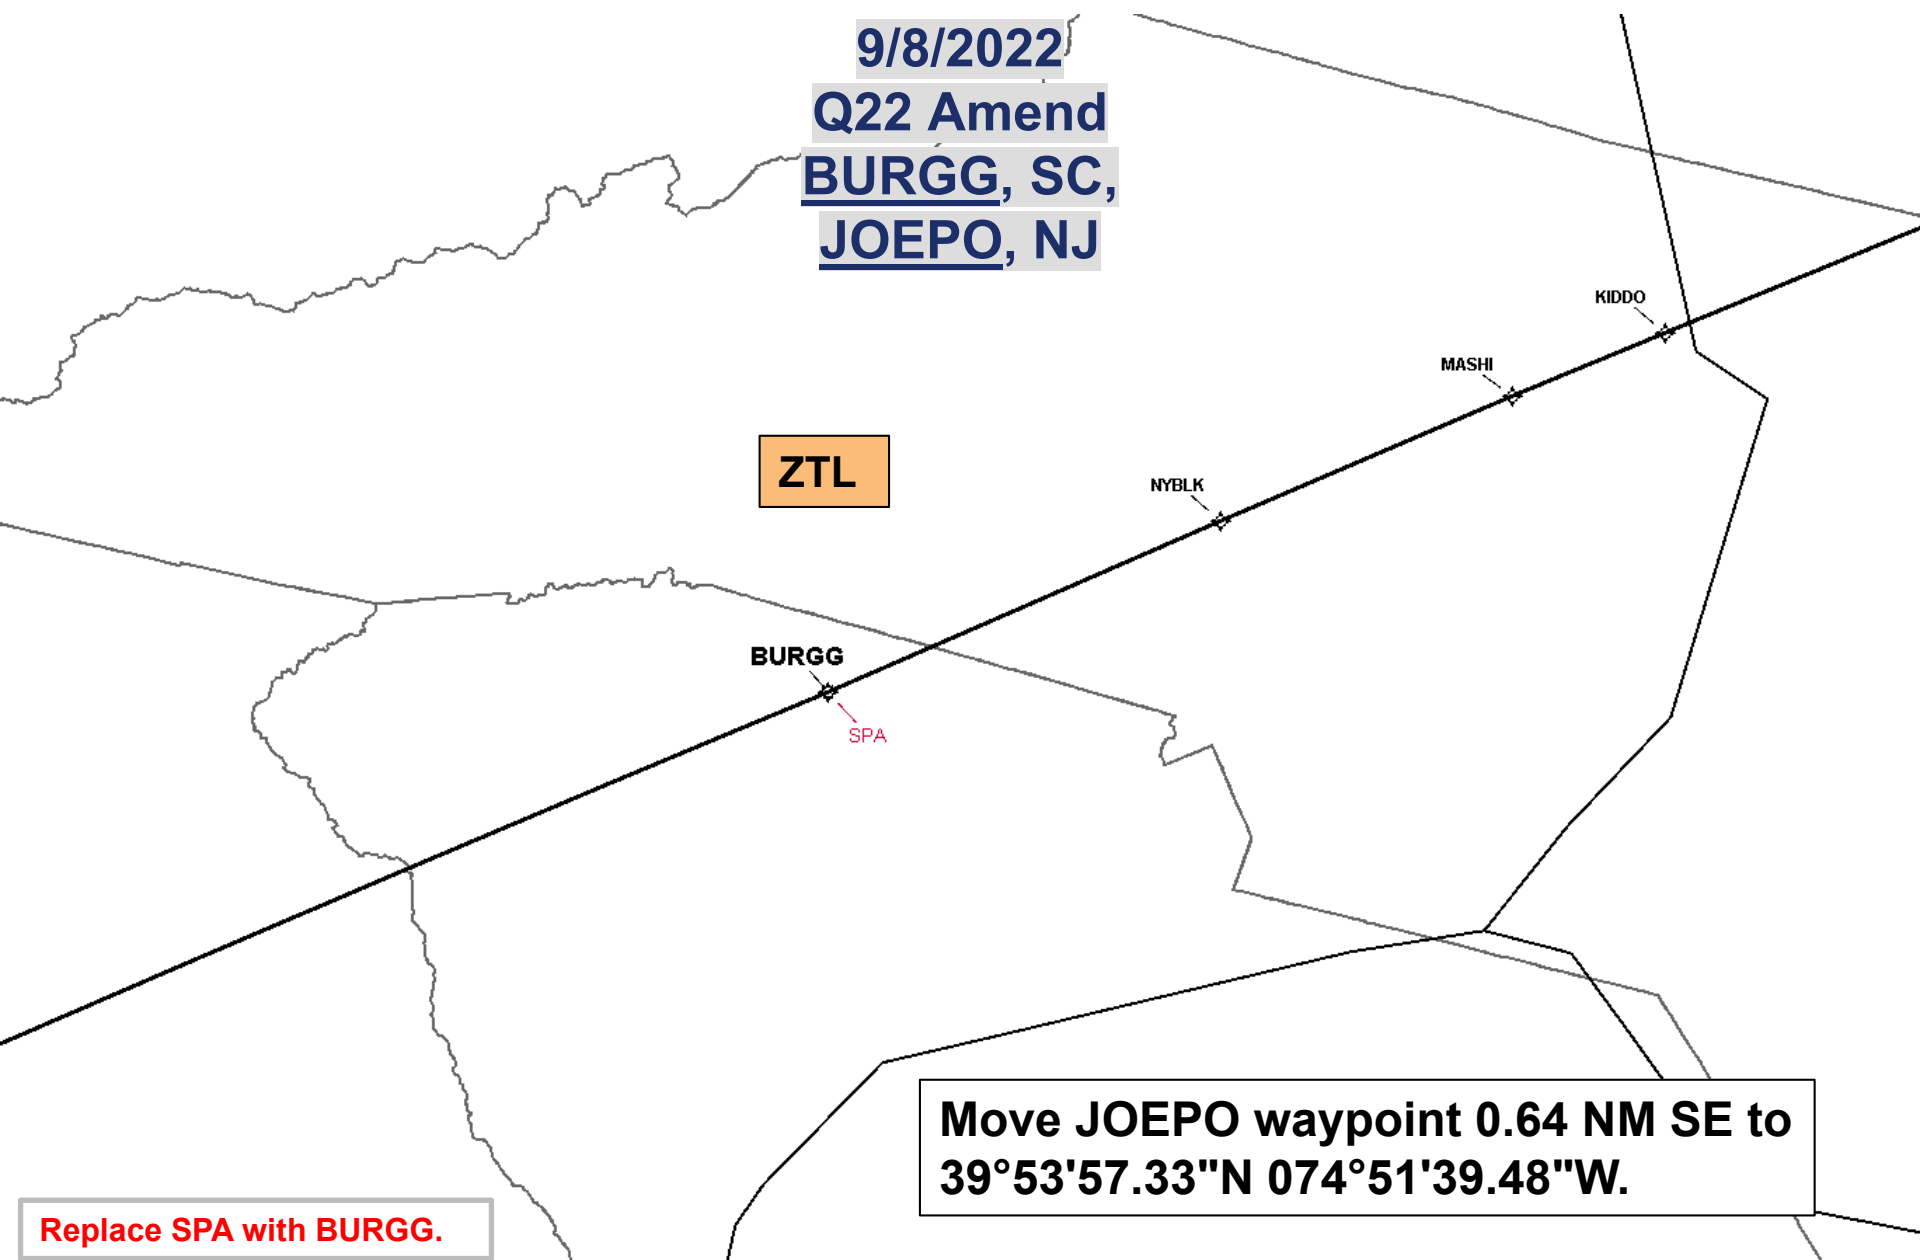 9/8/2022
Q22 Amend
BURGG, SC,
JOEPO, NJ
KIDDO
MASHI
ZTL
NYBLK
BURGG
SPA
Move JOEPO waypoint 0.64 NM SE to
39°53'57.33"N 074°51'39.48"W.
Replace SPA with BURGG.